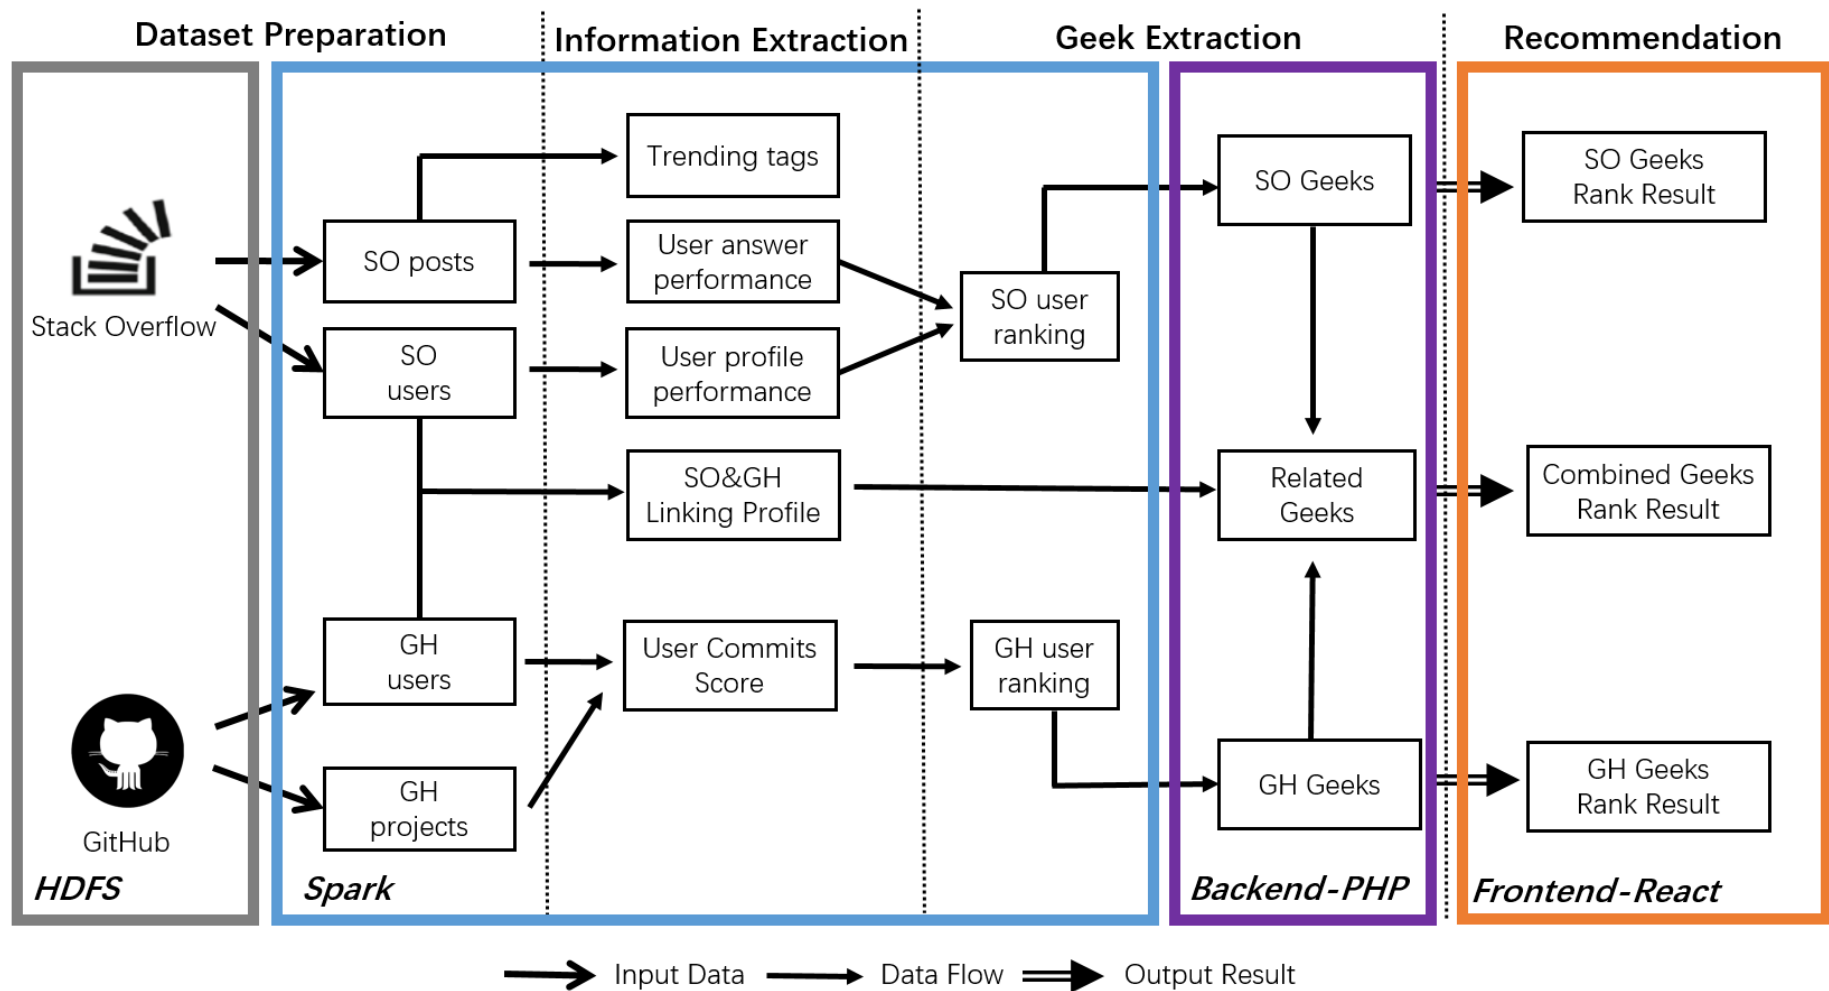 Dataset Preparation
Information Extraction
Geek Extraction
Recommendation
Stack Overflow
GitHub
HDFS
SO posts
SO
users
GH
users
GH
projects
Spark
Trending tags
User answer
performance
User profile
performance
SO&GH
Linking Profile
User Commits
Score
SO user
ranking
GH user
ranking
SO Geeks
Related
Geeks
GH Geeks
Backend-PHP
SO Geeks
Rank Result
Combined Geeks
Rank Result
GH Geeks
Rank Result
Frontend-React
Input Data
Data Flow
Output Result